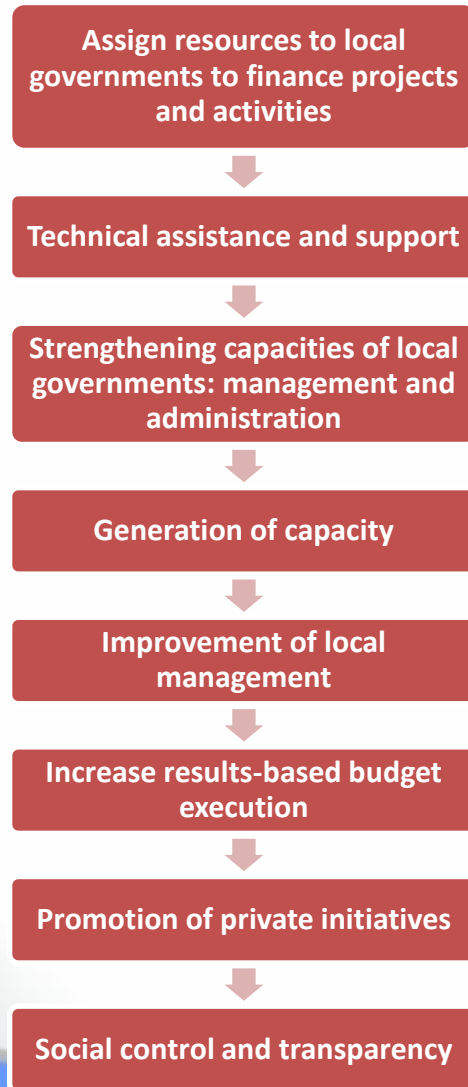 Assign resources to local
governments to finance projects
and activities
Technical assistance and support
Strengthening capacities of local
governments: management and
administration
Generation of capacity
Improvement of local
management
Increase results-based budget
execution
Promotion of private initiatives
Social control and transparency